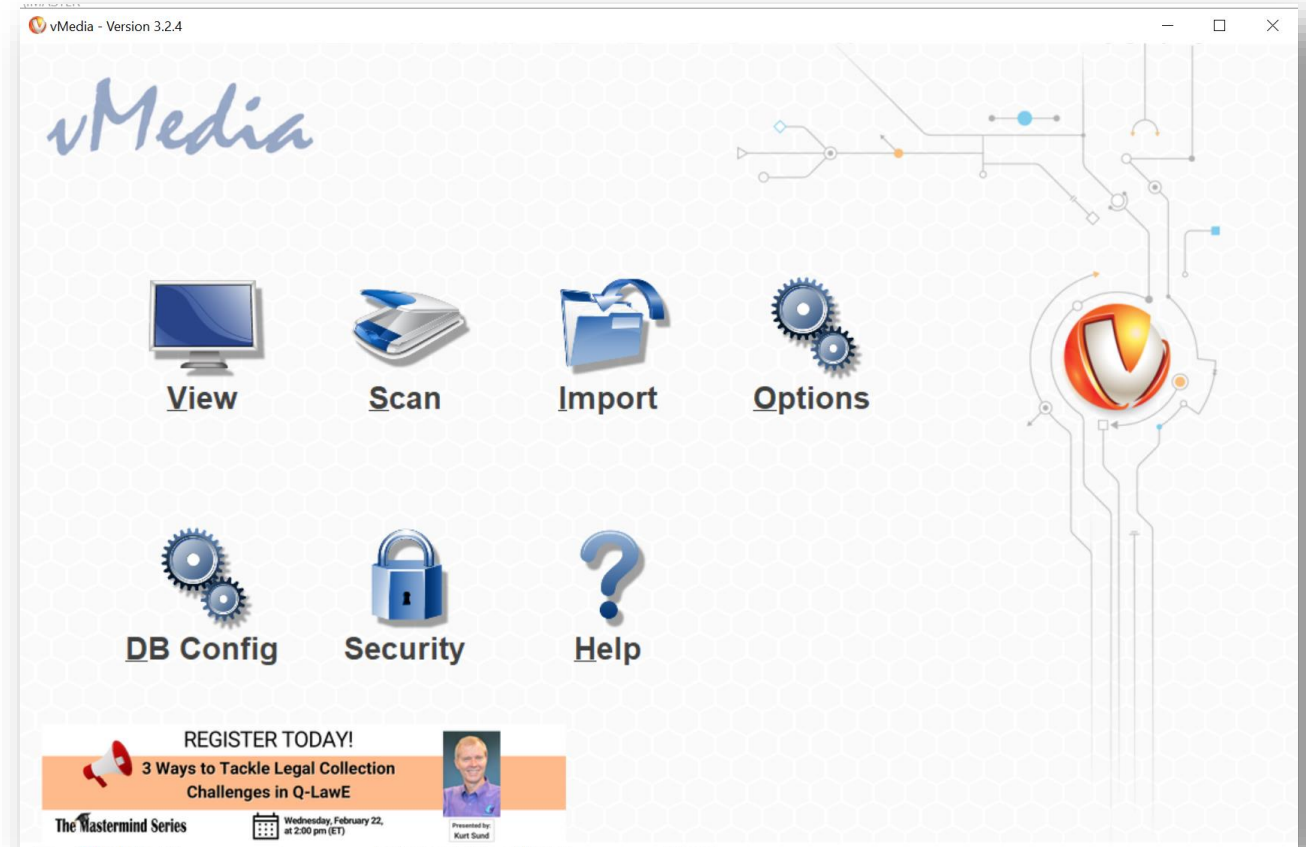 vMedia - Version 3.2.4
vMedia
View
Scan
Import
Options
DB Config
Security
Help
REGISTER TODAY!
3 Ways to Tackle Legal Collection
Challenges in Q-LawE
The Mastermind Series
Wednesday, February 22,
at 2:00 pm (ET)
Presented by:
Kurt Sund